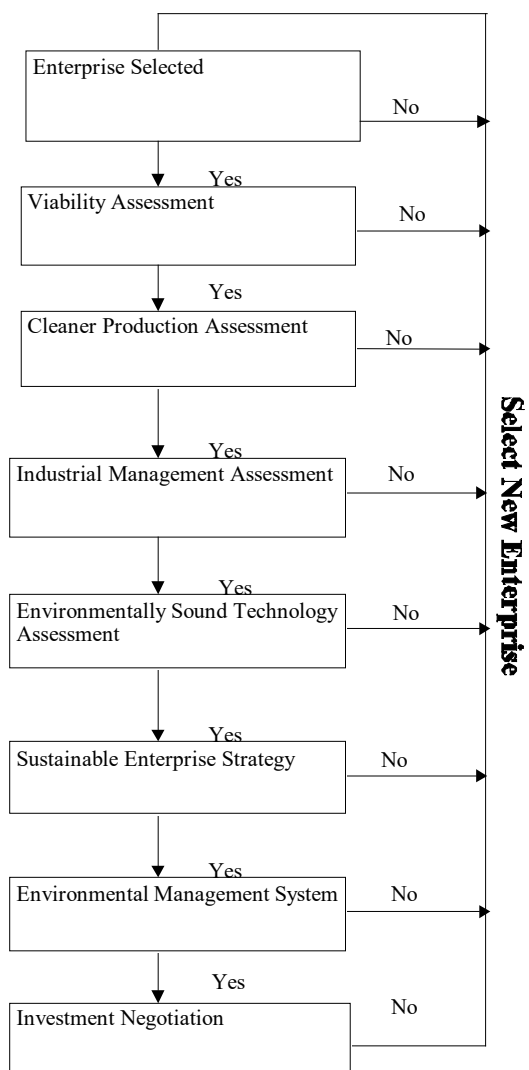 Enterprise Selected
No
Yes
Viability Assessment
No
Yes
Cleaner Production Assessment
No
Yes
Industrial Management Assessment
No
Yes
Environmentally Sound Technology
Assessment
No
Yes
Sustainable Enterprise Strategy
No
Yes
Environmental Management System
No
Yes
Investment Negotiation
No
Select New Enterprise